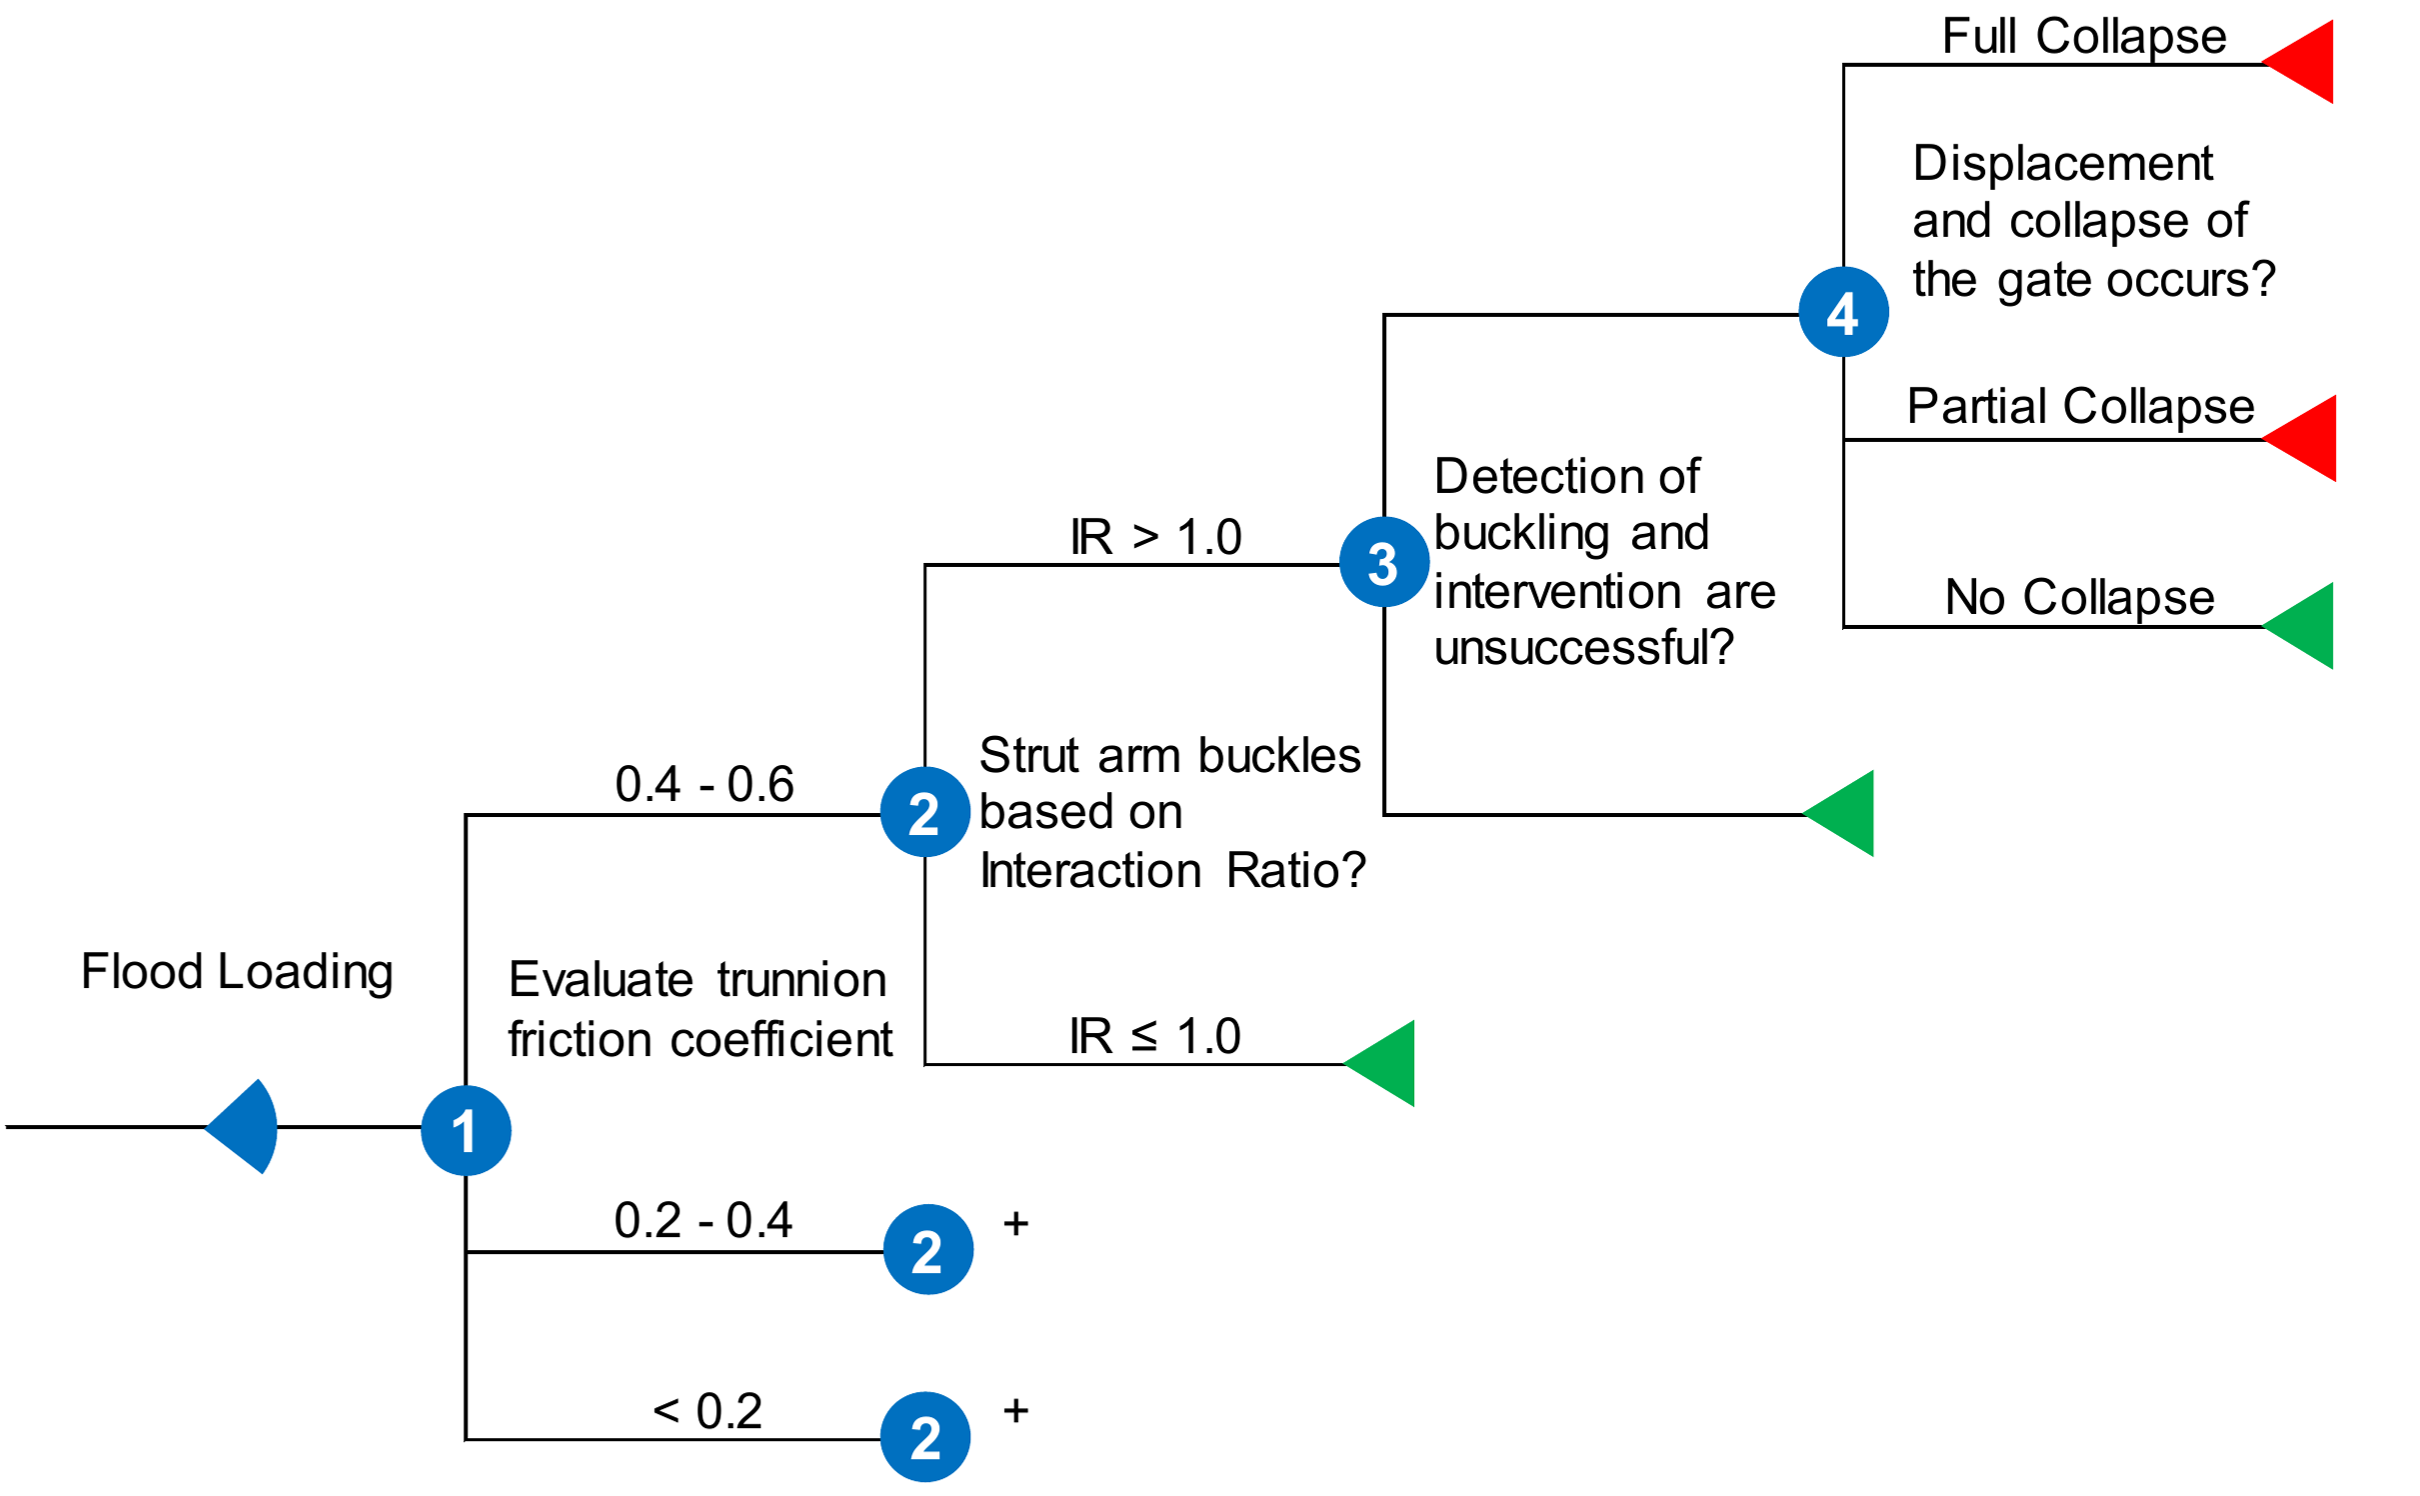 Full Collapse
Displacement
and collapse of
the gate occurs?
4
Partial Collapse
Detection of
buckling and
intervention are
unsuccessful?
IR > 1.0
3
No Collapse
Strut arm buckles
based on
Interaction Ratio?
0.4 - 0.6
2
Flood Loading
Evaluate trunnion
friction coefficient
IR ≤ 1.0
1
0.2 - 0.4
2 +
< 0.2
2 +